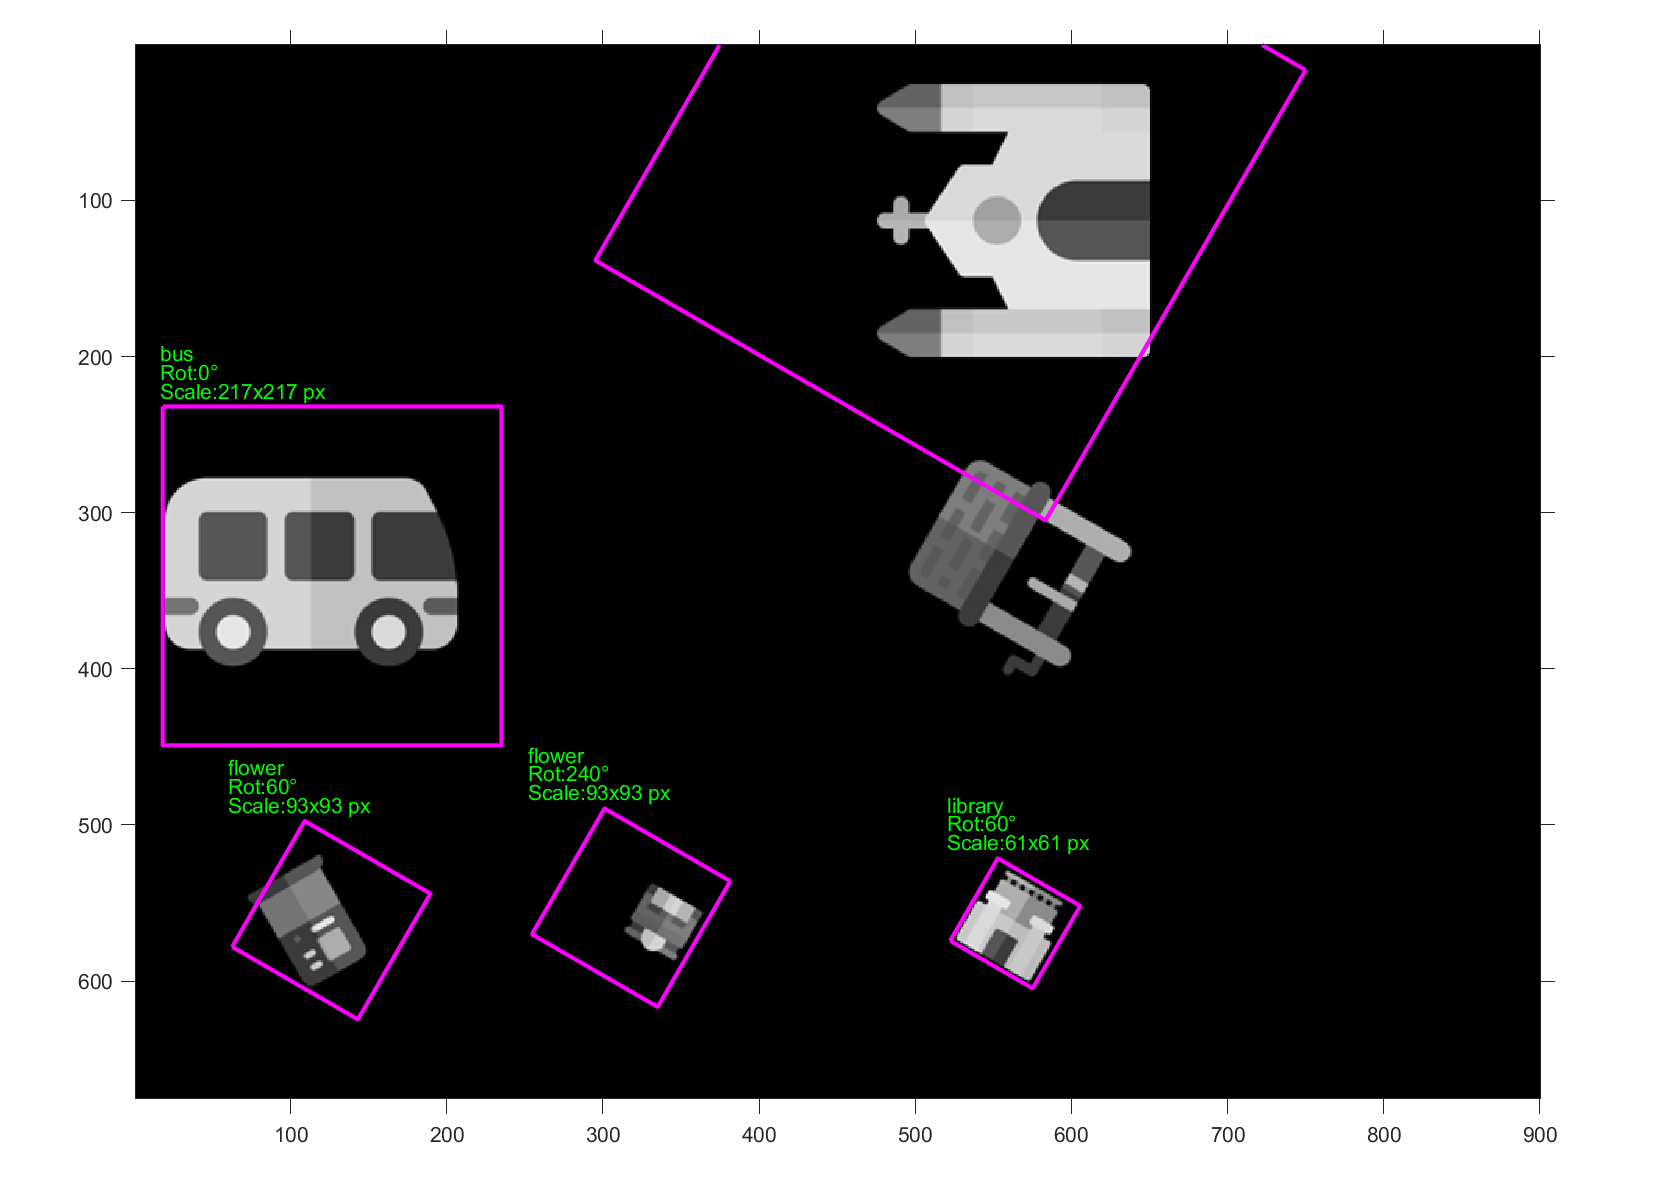 100
200
bus
Rot:0°
Scale:217x217 px
300
400
flower
Rot:60°
Scale:93x93 px
flower
Rot:240°
Scale:93x93 px
library
Rot:60°
Scale:61x61 px
500
600
100 200 300 400 500 600 700 800 900